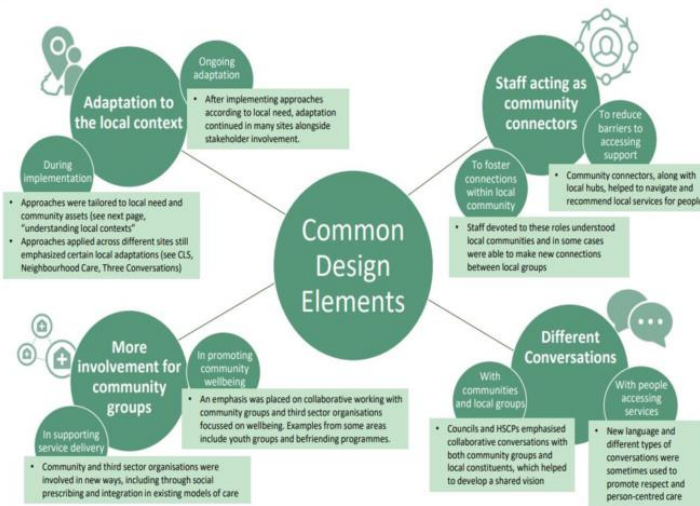 Adaptation to
the local context
Ongoing
adaptation
• After implementing approaches
according to local need, adaptation
continued in many sites alongside
stakeholder involvement.
During
implementation
• Approaches were tailored to local need and
community assets (see next page,
"understanding local contexts"
• Approaches applied across different sites still
emphasized certain local adaptations (see CLS,
Neighbourhood Care, Three Conversations)
Staff acting as
community
connectors
To reduce
barriers to
accessing
support
• Community connectors, along with
local hubs, helped to navigate and
recommend local services for people
To foster
connections
within local
community
• Staff devoted to these roles understood
local communities and in some cases
were able to make new connections
between local groups
Common
Design
Elements
More
involvement for
community
groups
In promoting
community
wellbeing
• An emphasis was placed on collaborative working with
community groups and third sector organisations
focussed on wellbeing. Examples from some areas
include youth groups and befriending programmes.
In supporting
service delivery
• Community and third sector organisations were
involved in new ways, including through social
prescribing and integration in existing models of care
Different
Conversations
With
communities
and local groups
• Councils and HSCPs emphasised
collaborative conversations with
both community groups and
local constituents, which helped
to develop a shared vision
With people
accessing
services
• New language and
different types of
conversations were
sometimes used to
promote respect and
person-centred care